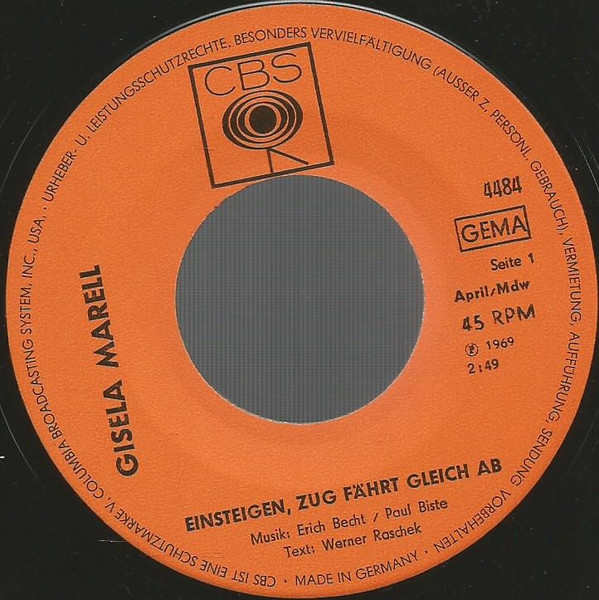 CBS
4484
GEMA
Seite 1
April/Mdw
45 RPM
Ⓟ 1969
2:49
GISELA MARELL
EINSTEIGEN, ZUG FÄHRT GLEICH AB
Musik: Erich Becht / Paul Biste
Text: Werner Raschek
CBS IST EINE SCHUTZMARKE V. COLUMBIA BROADCASTING SYSTEM, INC., USA. · URHEBER- U. LEISTUNGSSCHUTZRECHTE, BESONDERS VERVIELFÄLTIGUNG (AUSSER Z. PERSÖNL. GEBRAUCH), VERMIETUNG, AUFFÜHRUNG, SENDUNG VORBEHALTEN · MADE IN GERMANY ·